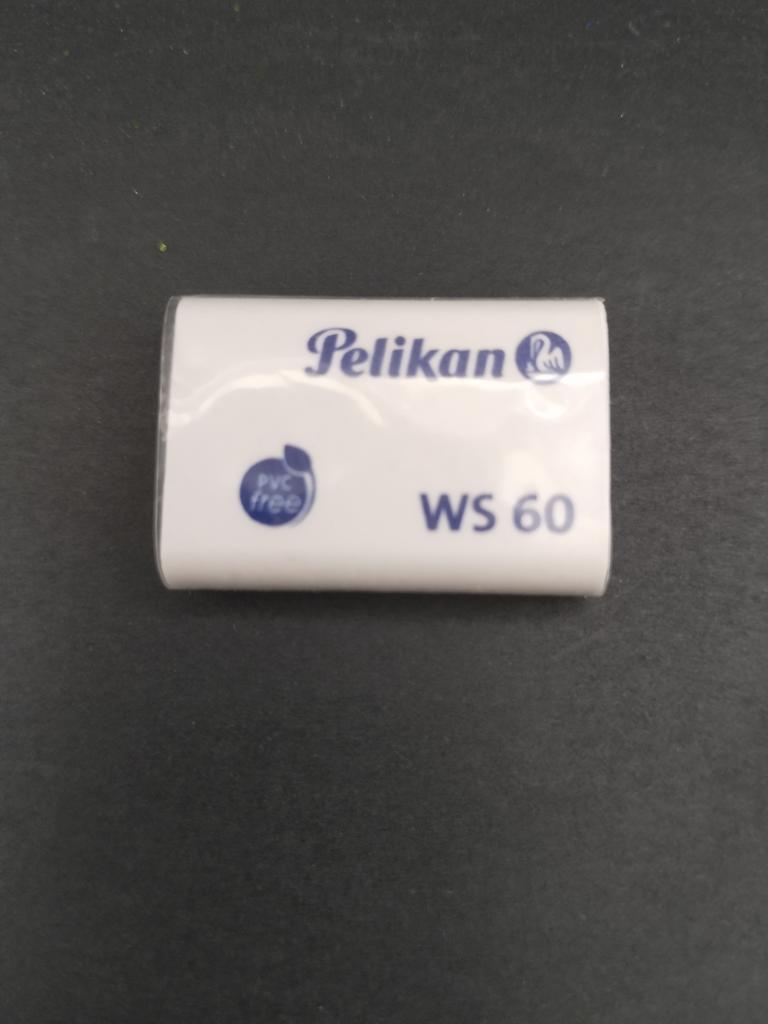 Pelikan
PVC
free
WS 60